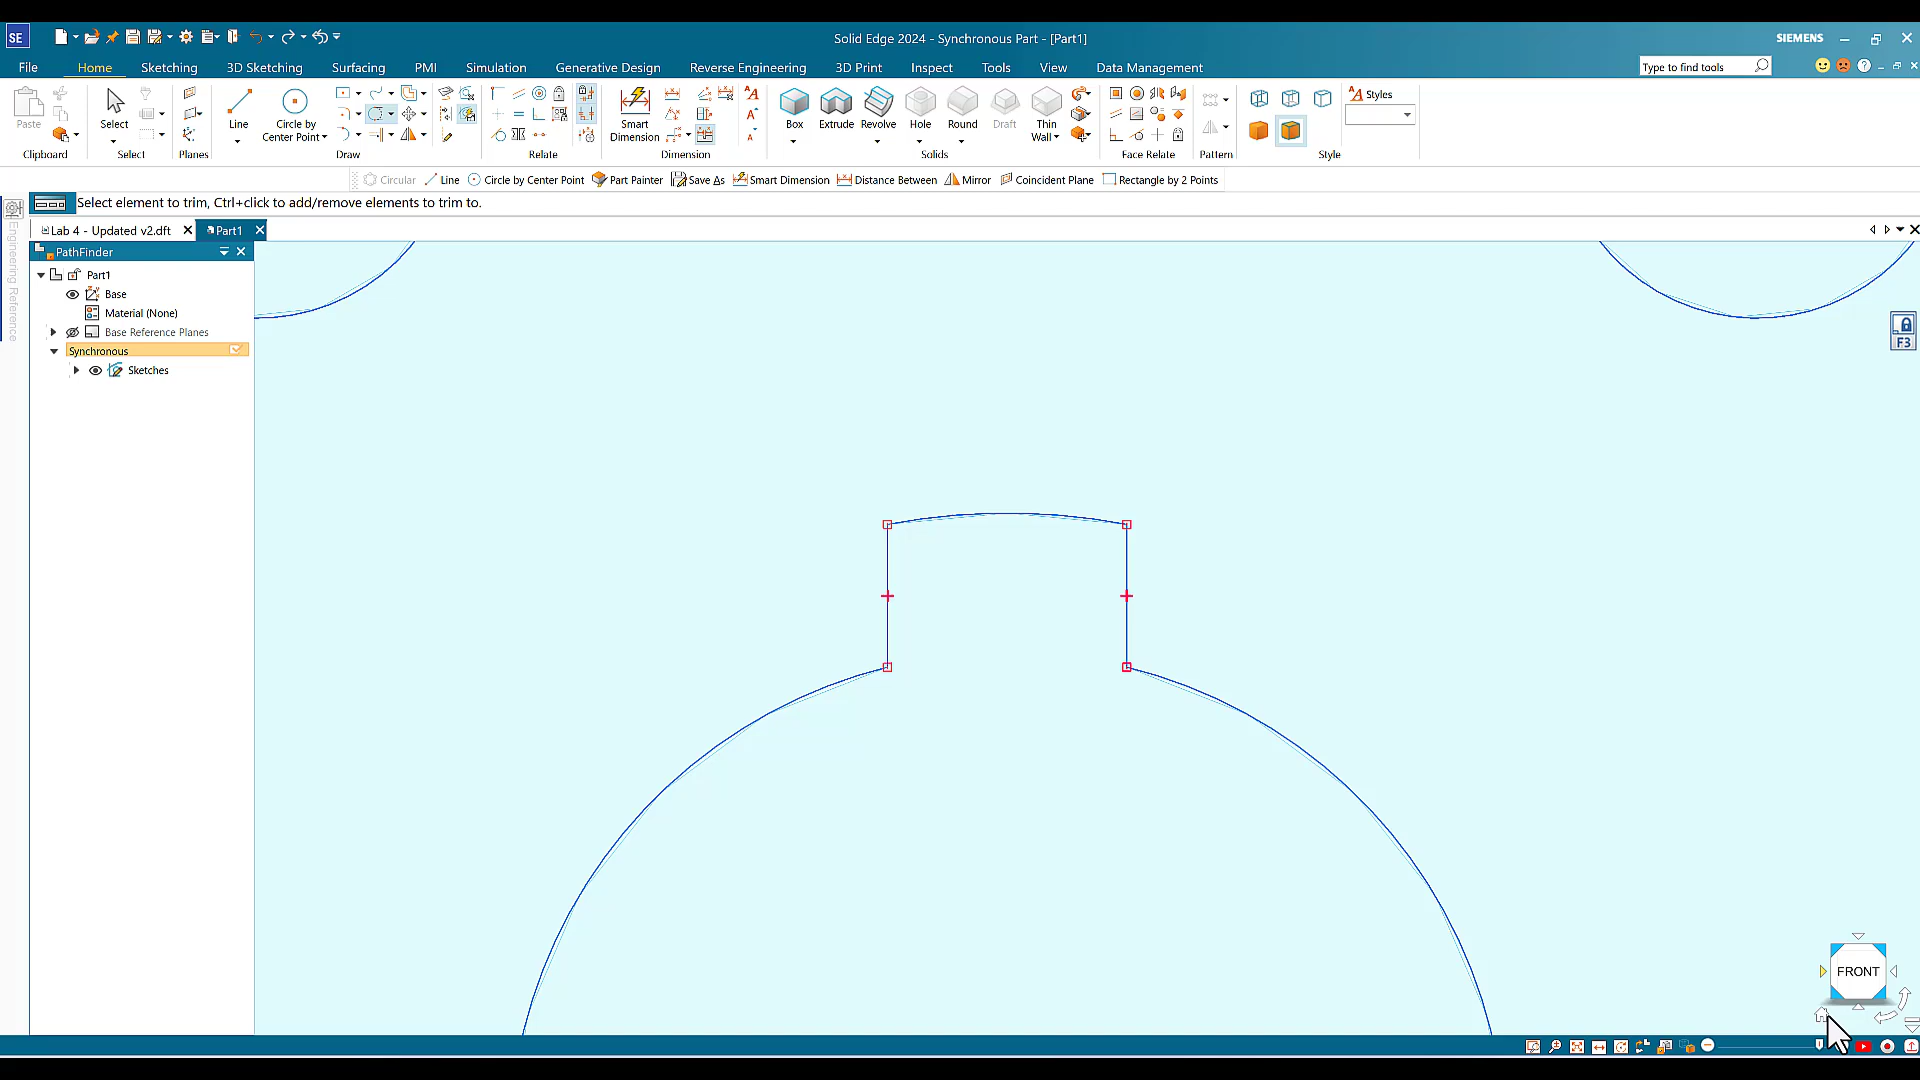 SE
Solid Edge 2024 - Synchronous Part - [Part1]
SIEMENS
File Home Sketching 3D Sketching Surfacing PMI Simulation Generative Design Reverse Engineering 3D Print Inspect Tools View Data Management
Type to find tools
Paste
Clipboard
Select
Select
Planes
Line
Circle by
Center Point
Draw
Relate
Smart
Dimension
Dimension
Box
Extrude
Revolve
Hole
Round
Draft
Thin
Wall
Solids
Face Relate
Pattern
Styles
Style
Circular Line Circle by Center Point Part Painter Save As Smart Dimension Distance Between Mirror Coincident Plane Rectangle by 2 Points
Select element to trim, Ctrl+click to add/remove elements to trim to.
Lab 4 - Updated v2.dft Part1
Engineering Reference
PathFinder
Part1
Base
Material (None)
Base Reference Planes
Synchronous
Sketches
F3
FRONT